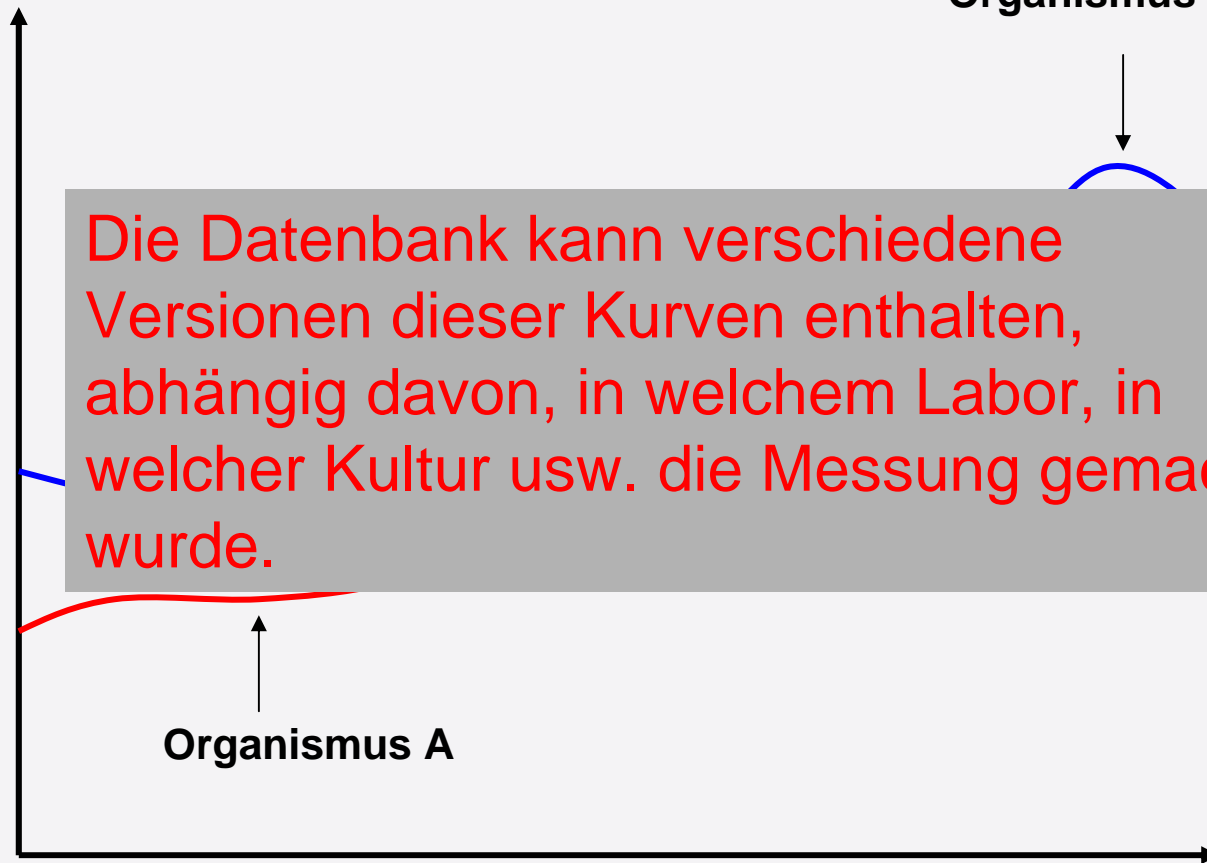 Organismus
Die Datenbank kann verschiedene
Versionen dieser Kurven enthalten,
abhängig davon, in welchem Labor, in
welcher Kultur usw. die Messung
wurde.
Organismus A